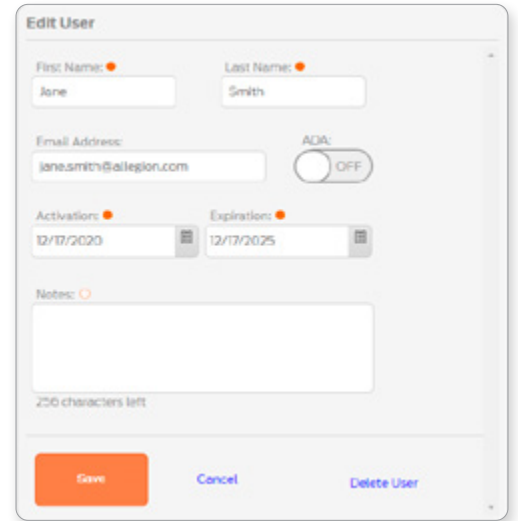 Edit User
First Name: Last Name:
Jane Smith
Email Address: ADA:
jane.smith@allegion.com OFF
Activation: Expiration:
12/17/2020 12/17/2025
Notes:
256 characters left
Save Cancel Delete User